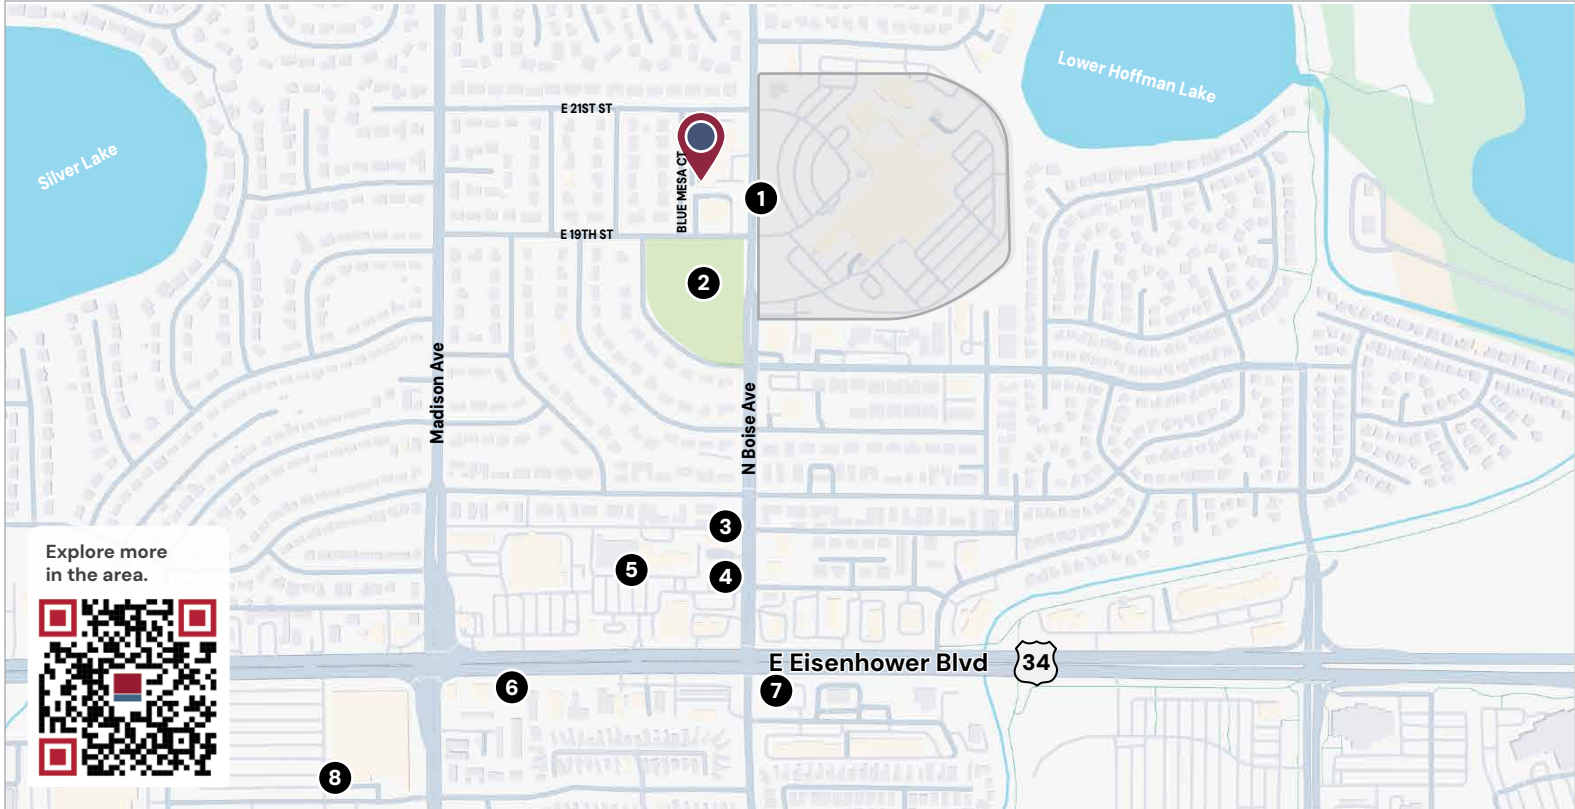 Lower Hoffman Lake
E 21ST ST
Silver Lake
BLUE MESA CT
1
E 19TH ST
2
Madison Ave
N Boise Ave
3
5
4
Explore more
in the area.
E Eisenhower Blvd
34
6
7
8